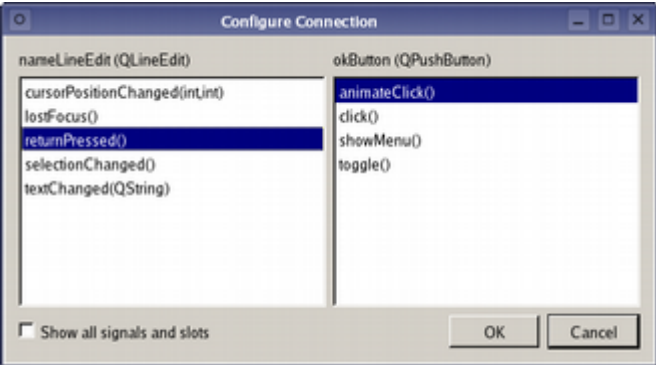 Configure Connection
nameLineEdit (QLineEdit)
okButton (QPushButton)
cursorPositionChanged(int,int)
lostFocus()
returnPressed()
selectionChanged()
textChanged(QString)
animateClick()
click()
showMenu()
toggle()
Show all signals and slots
OK
Cancel